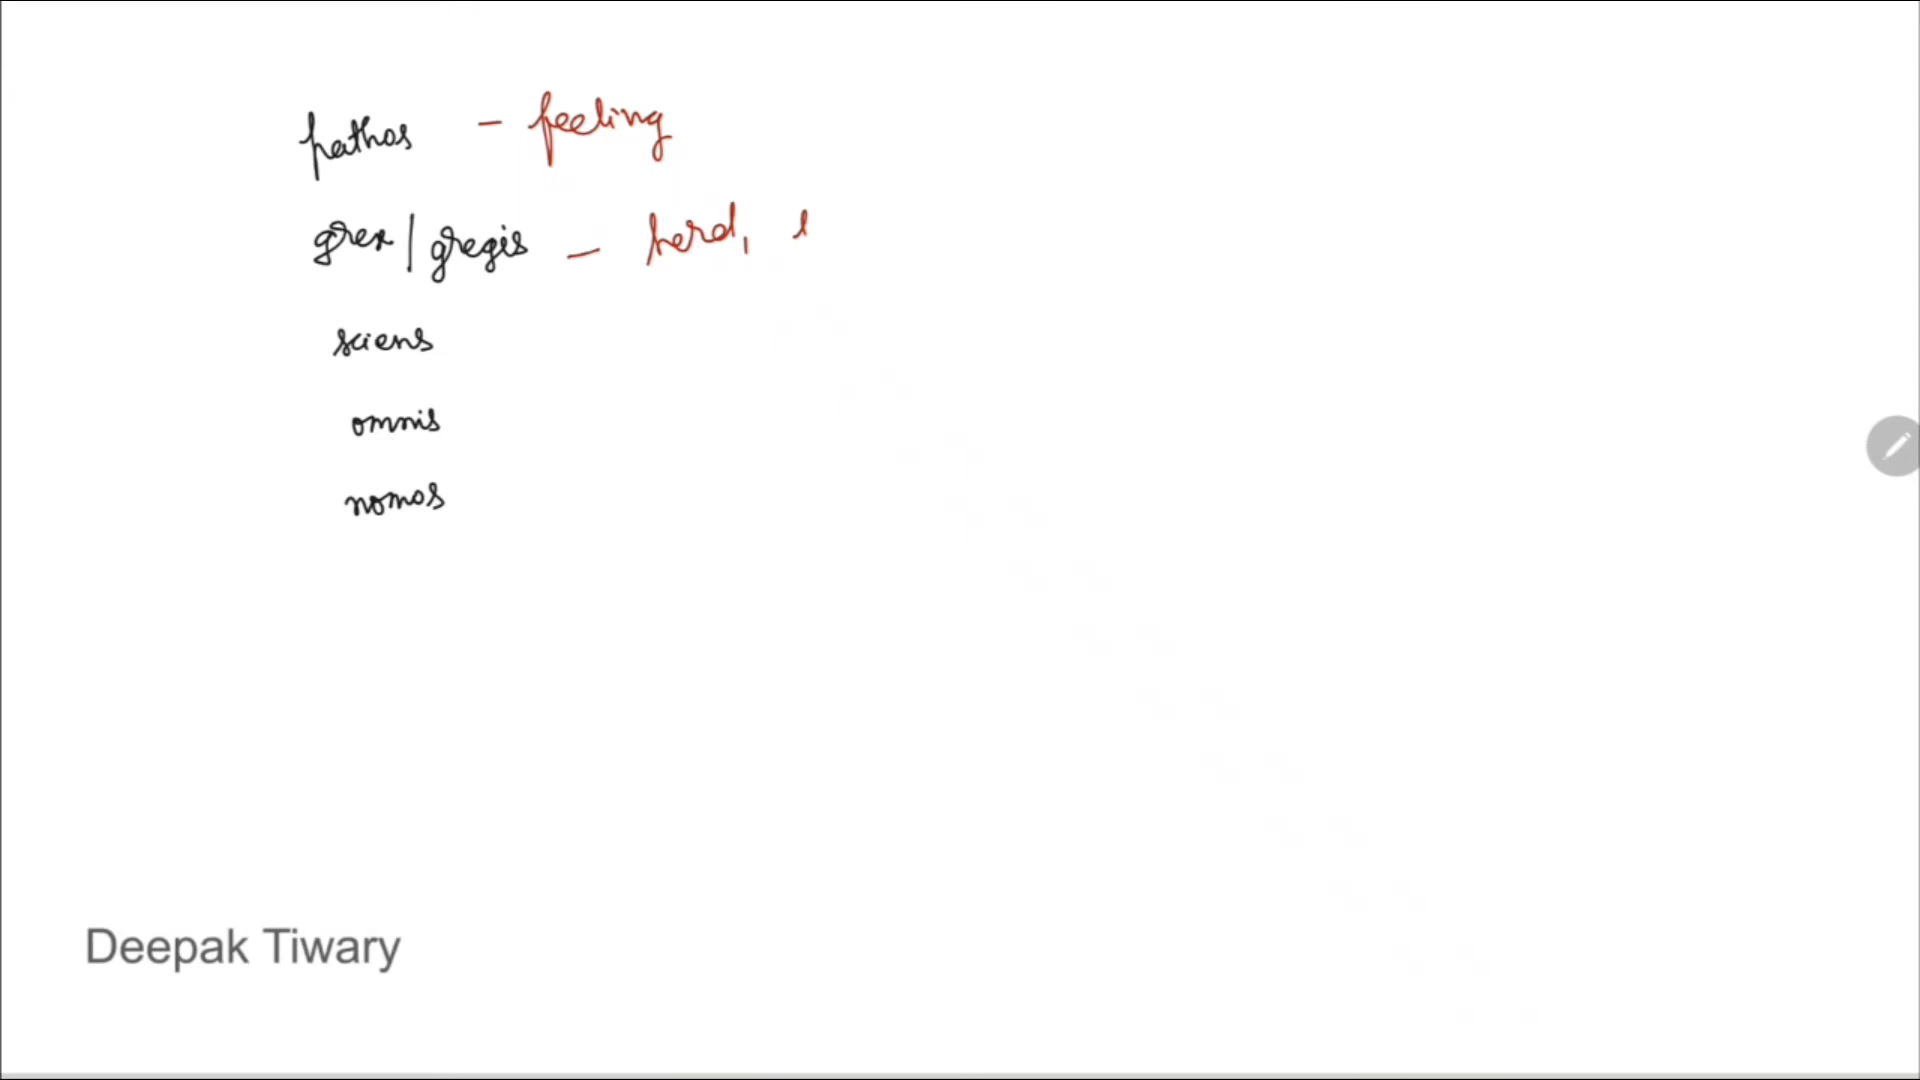 pathos - feeling
grex | gregis - herd,
sciens
omnis
nomos
Deepak Tiwary